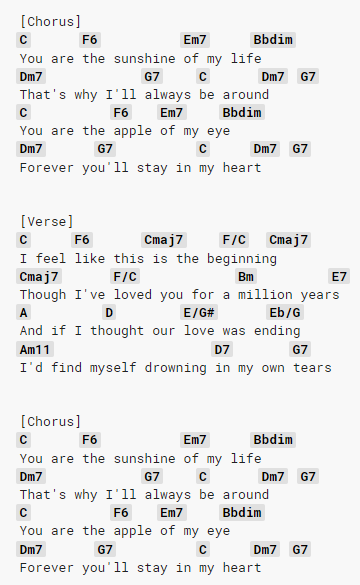 [Chorus]
C F6 Em7 Bbdim
You are the sunshine of my life
Dm7 G7 C Dm7 G7
That's why I'll always be around
C F6 Em7 Bbdim
You are the apple of my eye
Dm7 G7 C Dm7 G7
Forever you'll stay in my heart
[Verse]
C F6 Cmaj7 F/C Cmaj7
I feel like this is the beginning
Cmaj7 F/C Bm E7
Though I've loved you for a million years
A D E/G# Eb/G
And if I thought our love was ending
Am11 D7 G7
I'd find myself drowning in my own tears
[Chorus]
C F6 Em7 Bbdim
You are the sunshine of my life
Dm7 G7 C Dm7 G7
That's why I'll always be around
C F6 Em7 Bbdim
You are the apple of my eye
Dm7 G7 C Dm7 G7
Forever you'll stay in my heart